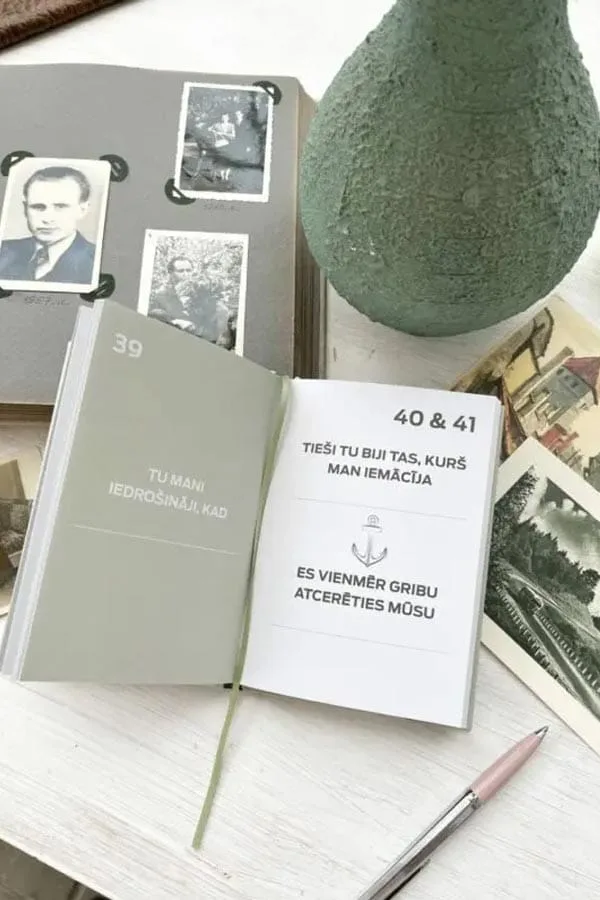 39
TU MANI
IEDROŠINĀJI, KAD
40 & 41
TIEŠI TU BIJI TAS, KURŠ
MAN IEMĀCĪJA
ES VIENMĒR GRIBU
ATCERĒTIES MŪSU